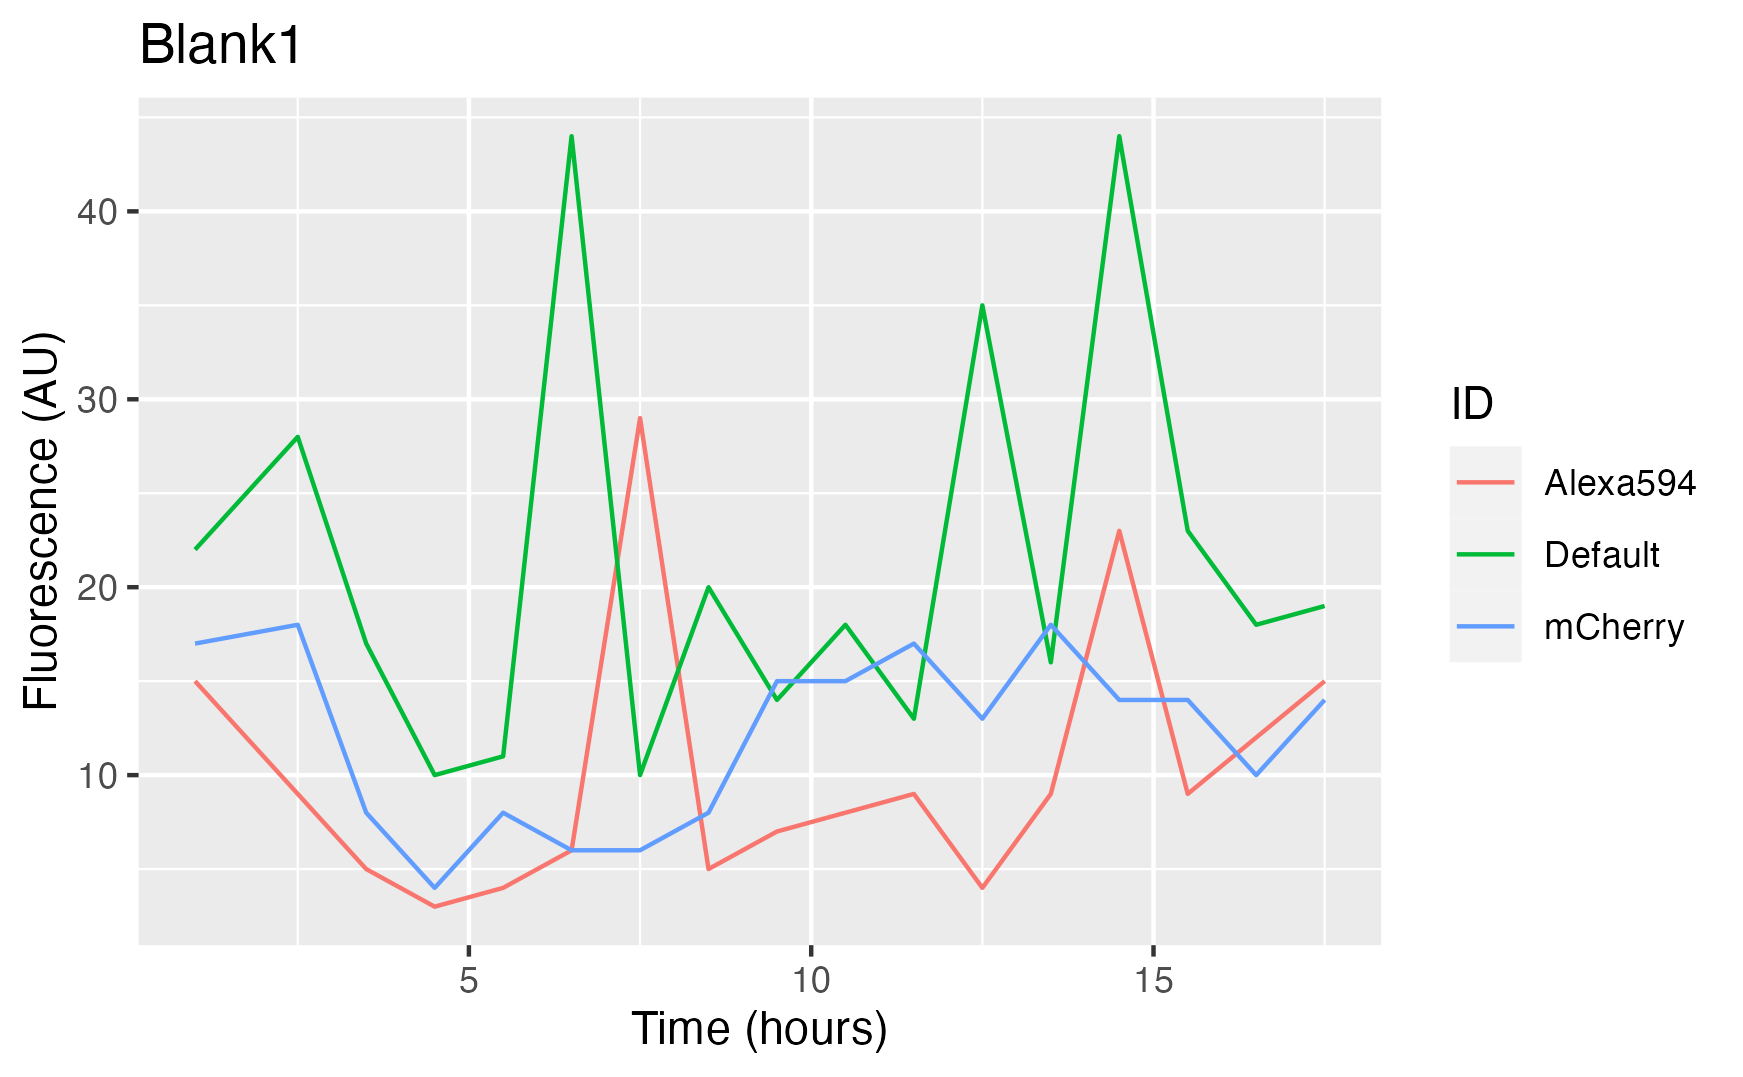 Blank1
Fluorescence (AU)
40
30
20
10
5 10 15
Time (hours)
ID
Alexa594
Default
mCherry